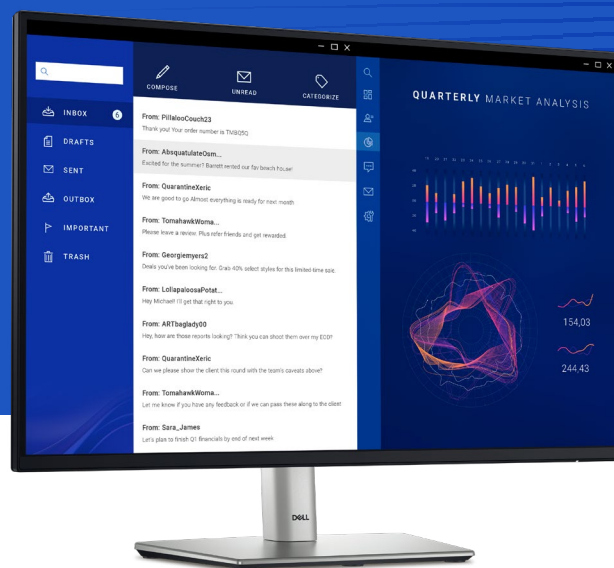 COMPOSE
UNREAD
CATEGORIZE
INBOX 6
DRAFTS
SENT
OUTBOX
IMPORTANT
TRASH
From: PillalooCouch23
Thank you! Your order number is TMBQ5Q
From: AbsquatulateOsm...
Excited for the summer? Barrett rented our fav beach house!
From: QuarantineXeric
We are good to go Almost everything is ready for next month
From: TomahawkWoma...
Please leave a review. Plus refer friends and get rewarded.
From: Georgiemyers2
Deals you've been looking for. Grab 40% select styles for this limited-time sale
From: LollapaloosaPotat...
Hey Michael! I'll get that right to you
From: ARTbaglady00
Hey, how are those reports looking? Think you can shoot them over my EOD?
From: QuarantineXeric
Can we please show the client this round with the team's caveats above?
From: TomahawkWoma...
Let me know if you have any feedback or if we can pass these along to the client
From: Sara_James
Let's plan to finish Q1 financials by end of next week
QUARTERLY MARKET ANALYSIS
154,03
244,43
DELL